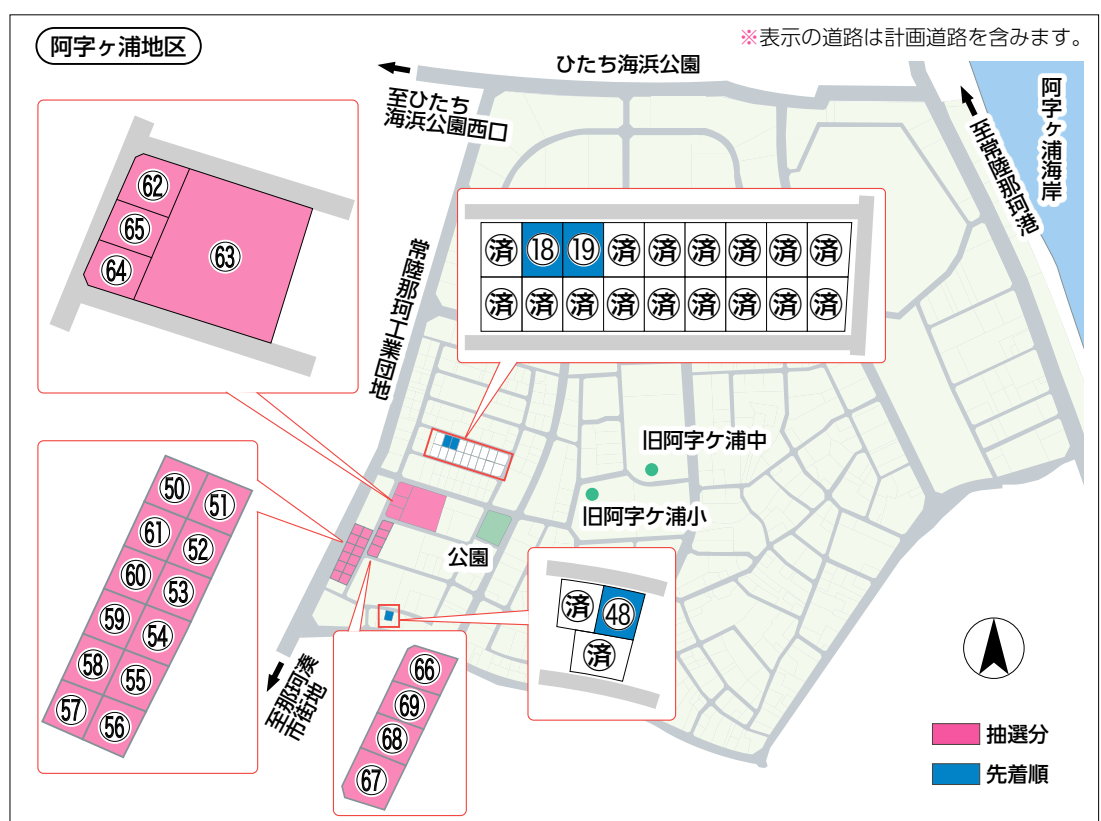 阿字ヶ浦地区
※表示の道路は計画道路を含みます。
ひたち海浜公園
至ひたち
海浜公園西口
阿字ヶ浦海岸
至常陸那珂港
常陸那珂工業団地
62
65
64
63
済 18 19 済 済 済 済 済 済
済 済 済 済 済 済 済 済 済
旧阿字ケ浦中
旧阿字ケ浦小
公園
50 51
61 52
60 53
59 54
58 55
57 56
済 48
済
66
69
68
67
至那珂湊
市街地
抽選分
先着順